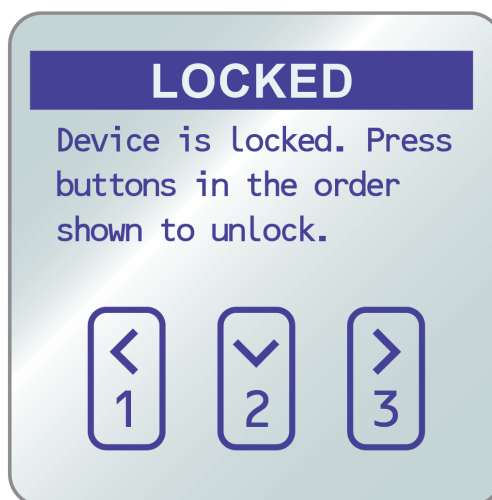 LOCKED
Device is locked. Press
buttons in the order
shown to unlock.
1 2 3